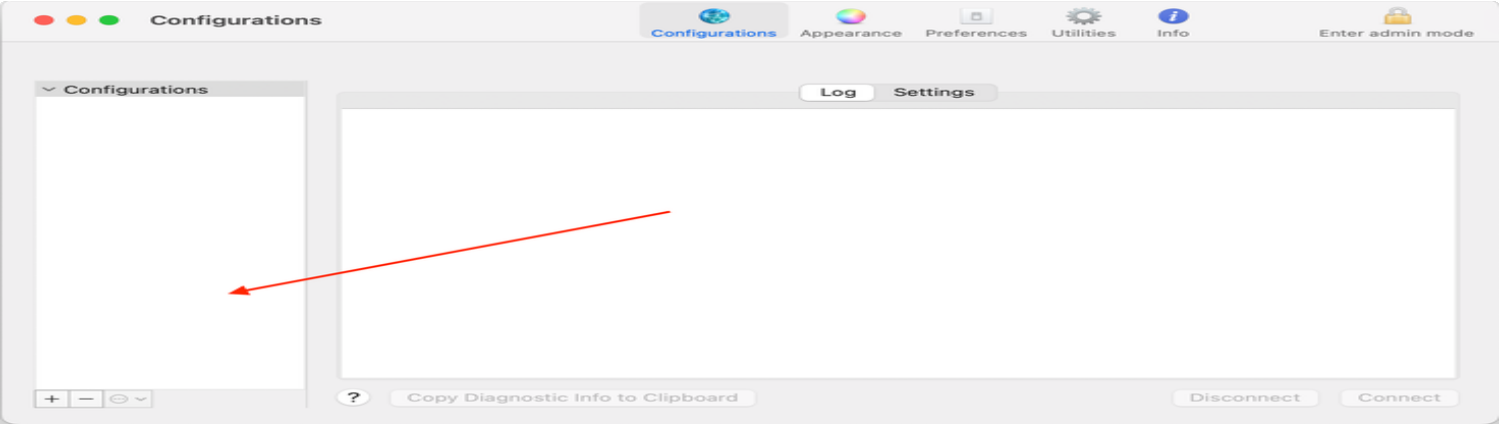 Configurations
Configurations Appearance Preferences Utilities Info Enter admin mode
Configurations
Log Settings
? Copy Diagnostic Info to Clipboard Disconnect Connect